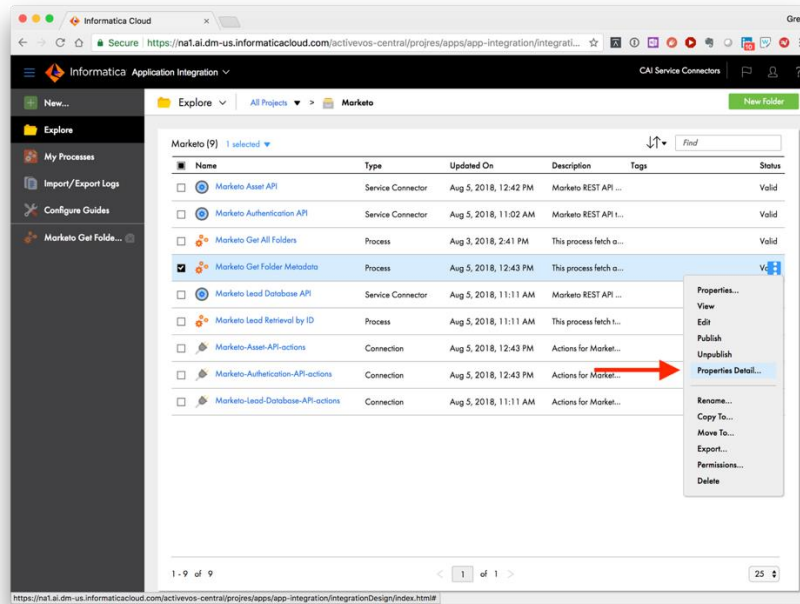 Informatica Cloud
Gre
Secure https://na1.ai.dm-us.informaticacloud.com/activevos-central/projres/apps/app-integration/integrati...
10
Informatica Application Integration
CAI Service Connectors
New...
Explore
All Projects > Marketo
New Folder
Explore
My Processes
Import/Export Logs
Configure Guides
Marketo Get Folde...
Marketo (9) 1 selected
Find
Name Type Updated On Description Tags Status
Marketo Asset API Service Connector Aug 5, 2018, 12:42 PM Marketo REST API ... Valid
Marketo Authentication API Service Connector Aug 5, 2018, 11:02 AM Marketo REST API t... Valid
Marketo Get All Folders Process Aug 3, 2018, 2:41 PM This process fetch a... Valid
Marketo Get Folder Metadata Process Aug 5, 2018, 12:43 PM This process fetch a...
Marketo Lead Database API Service Connector Aug 5, 2018, 11:11 AM Marketo REST API ...
Marketo Lead Retrieval by ID Process Aug 5, 2018, 11:11 AM This process fetch t...
Marketo-Asset-API-actions Connection Aug 5, 2018, 12:43 PM Actions for Market...
Marketo-Authetication-API-actions Connection Aug 5, 2018, 12:43 PM Actions for Market...
Marketo-Lead-Database-API-actions Connection Aug 5, 2018, 11:11 AM Actions for Market...
Properties...
View
Edit
Publish
Unpublish
Properties Detail...
Rename...
Copy To...
Move To...
Export...
Permissions...
Delete
1-9 of 9
1 of 1
25
https://na1.ai.dm-us.informaticacloud.com/activevos-central/projres/apps/app-integration/integrationDesign/index.html#